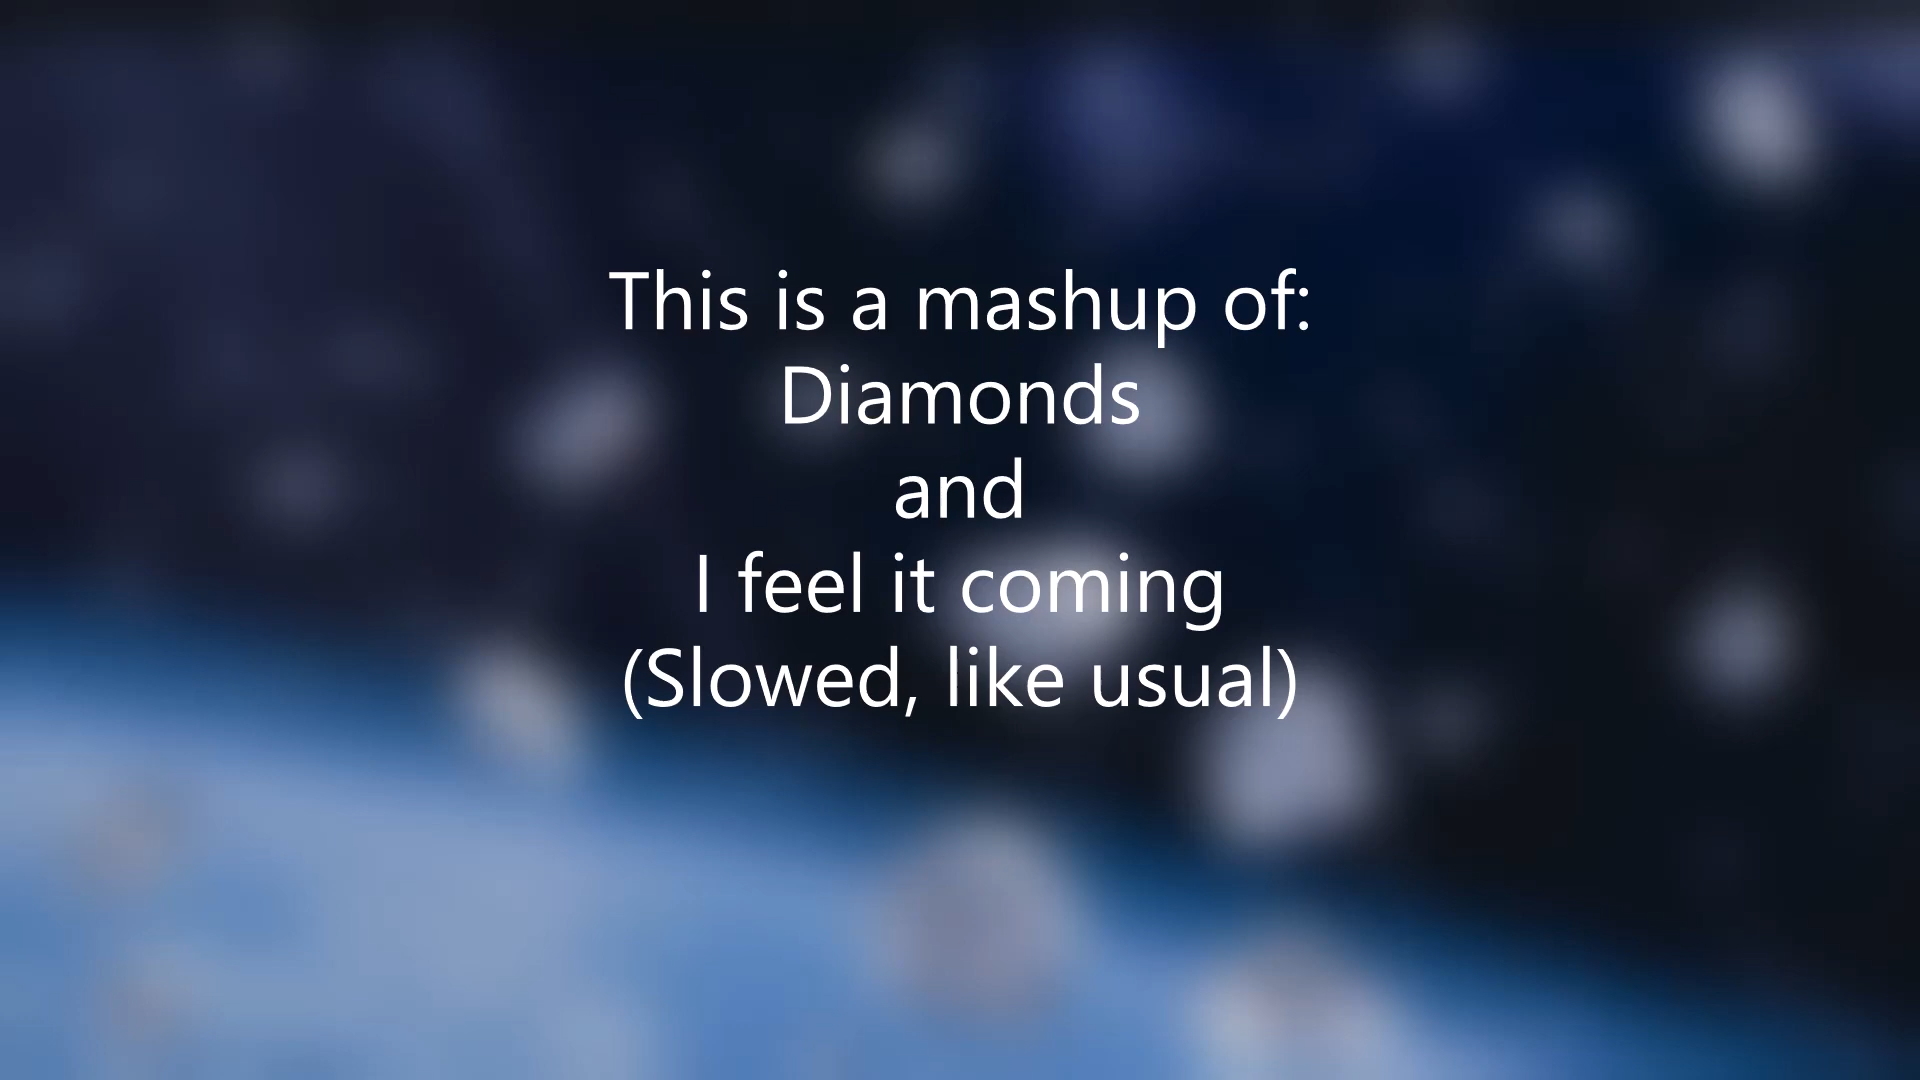 This is a mashup of:
Diamonds
and
I feel it coming
(Slowed, like usual)